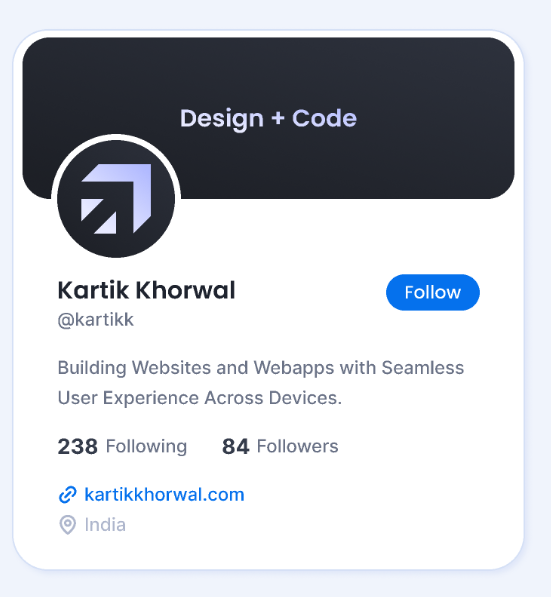 Design + Code
Kartik Khorwal
Follow
@kartikk
Building Websites and Webapps with Seamless
User Experience Across Devices.
238 Following 84 Followers
kartikkhorwal.com
India